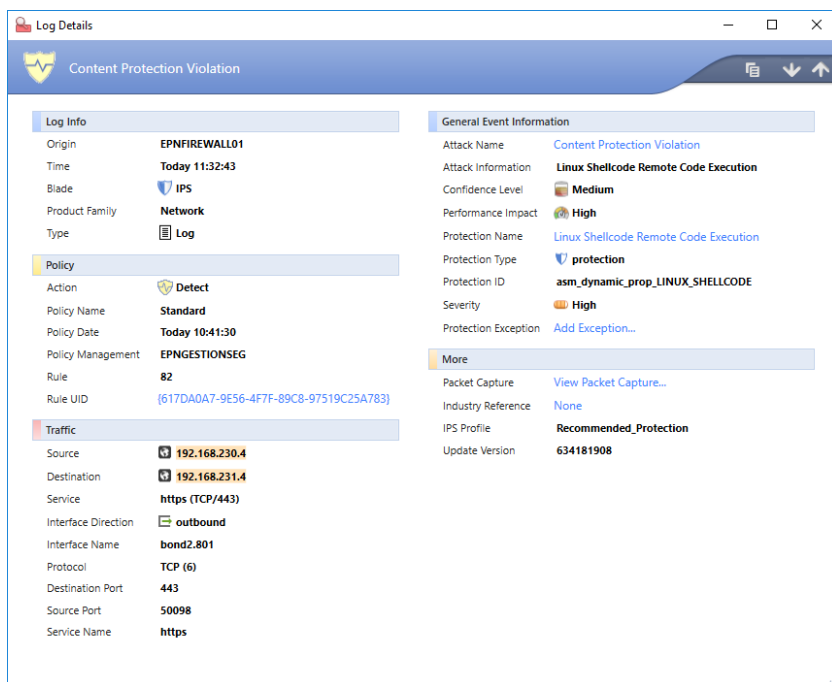 Log Details
Content Protection Violation
Log Info
Origin EPNFIREWALL01
Time Today 11:32:43
Blade IPS
Product Family Network
Type Log
Policy
Action Detect
Policy Name Standard
Policy Date Today 10:41:30
Policy Management EPNGESTIONSEG
Rule 82
Rule UID {617DA0A7-9E56-4F7F-89C8-97519C25A783}
Traffic
Source 192.168.230.4
Destination 192.168.231.4
Service https (TCP/443)
Interface Direction outbound
Interface Name bond2.801
Protocol TCP (6)
Destination Port 443
Source Port 50098
Service Name https
General Event Information
Attack Name Content Protection Violation
Attack Information Linux Shellcode Remote Code Execution
Confidence Level Medium
Performance Impact High
Protection Name Linux Shellcode Remote Code Execution
Protection Type protection
Protection ID asm_dynamic_prop_LINUX_SHELLCODE
Severity High
Protection Exception Add Exception...
More
Packet Capture View Packet Capture...
Industry Reference None
IPS Profile Recommended_Protection
Update Version 634181908